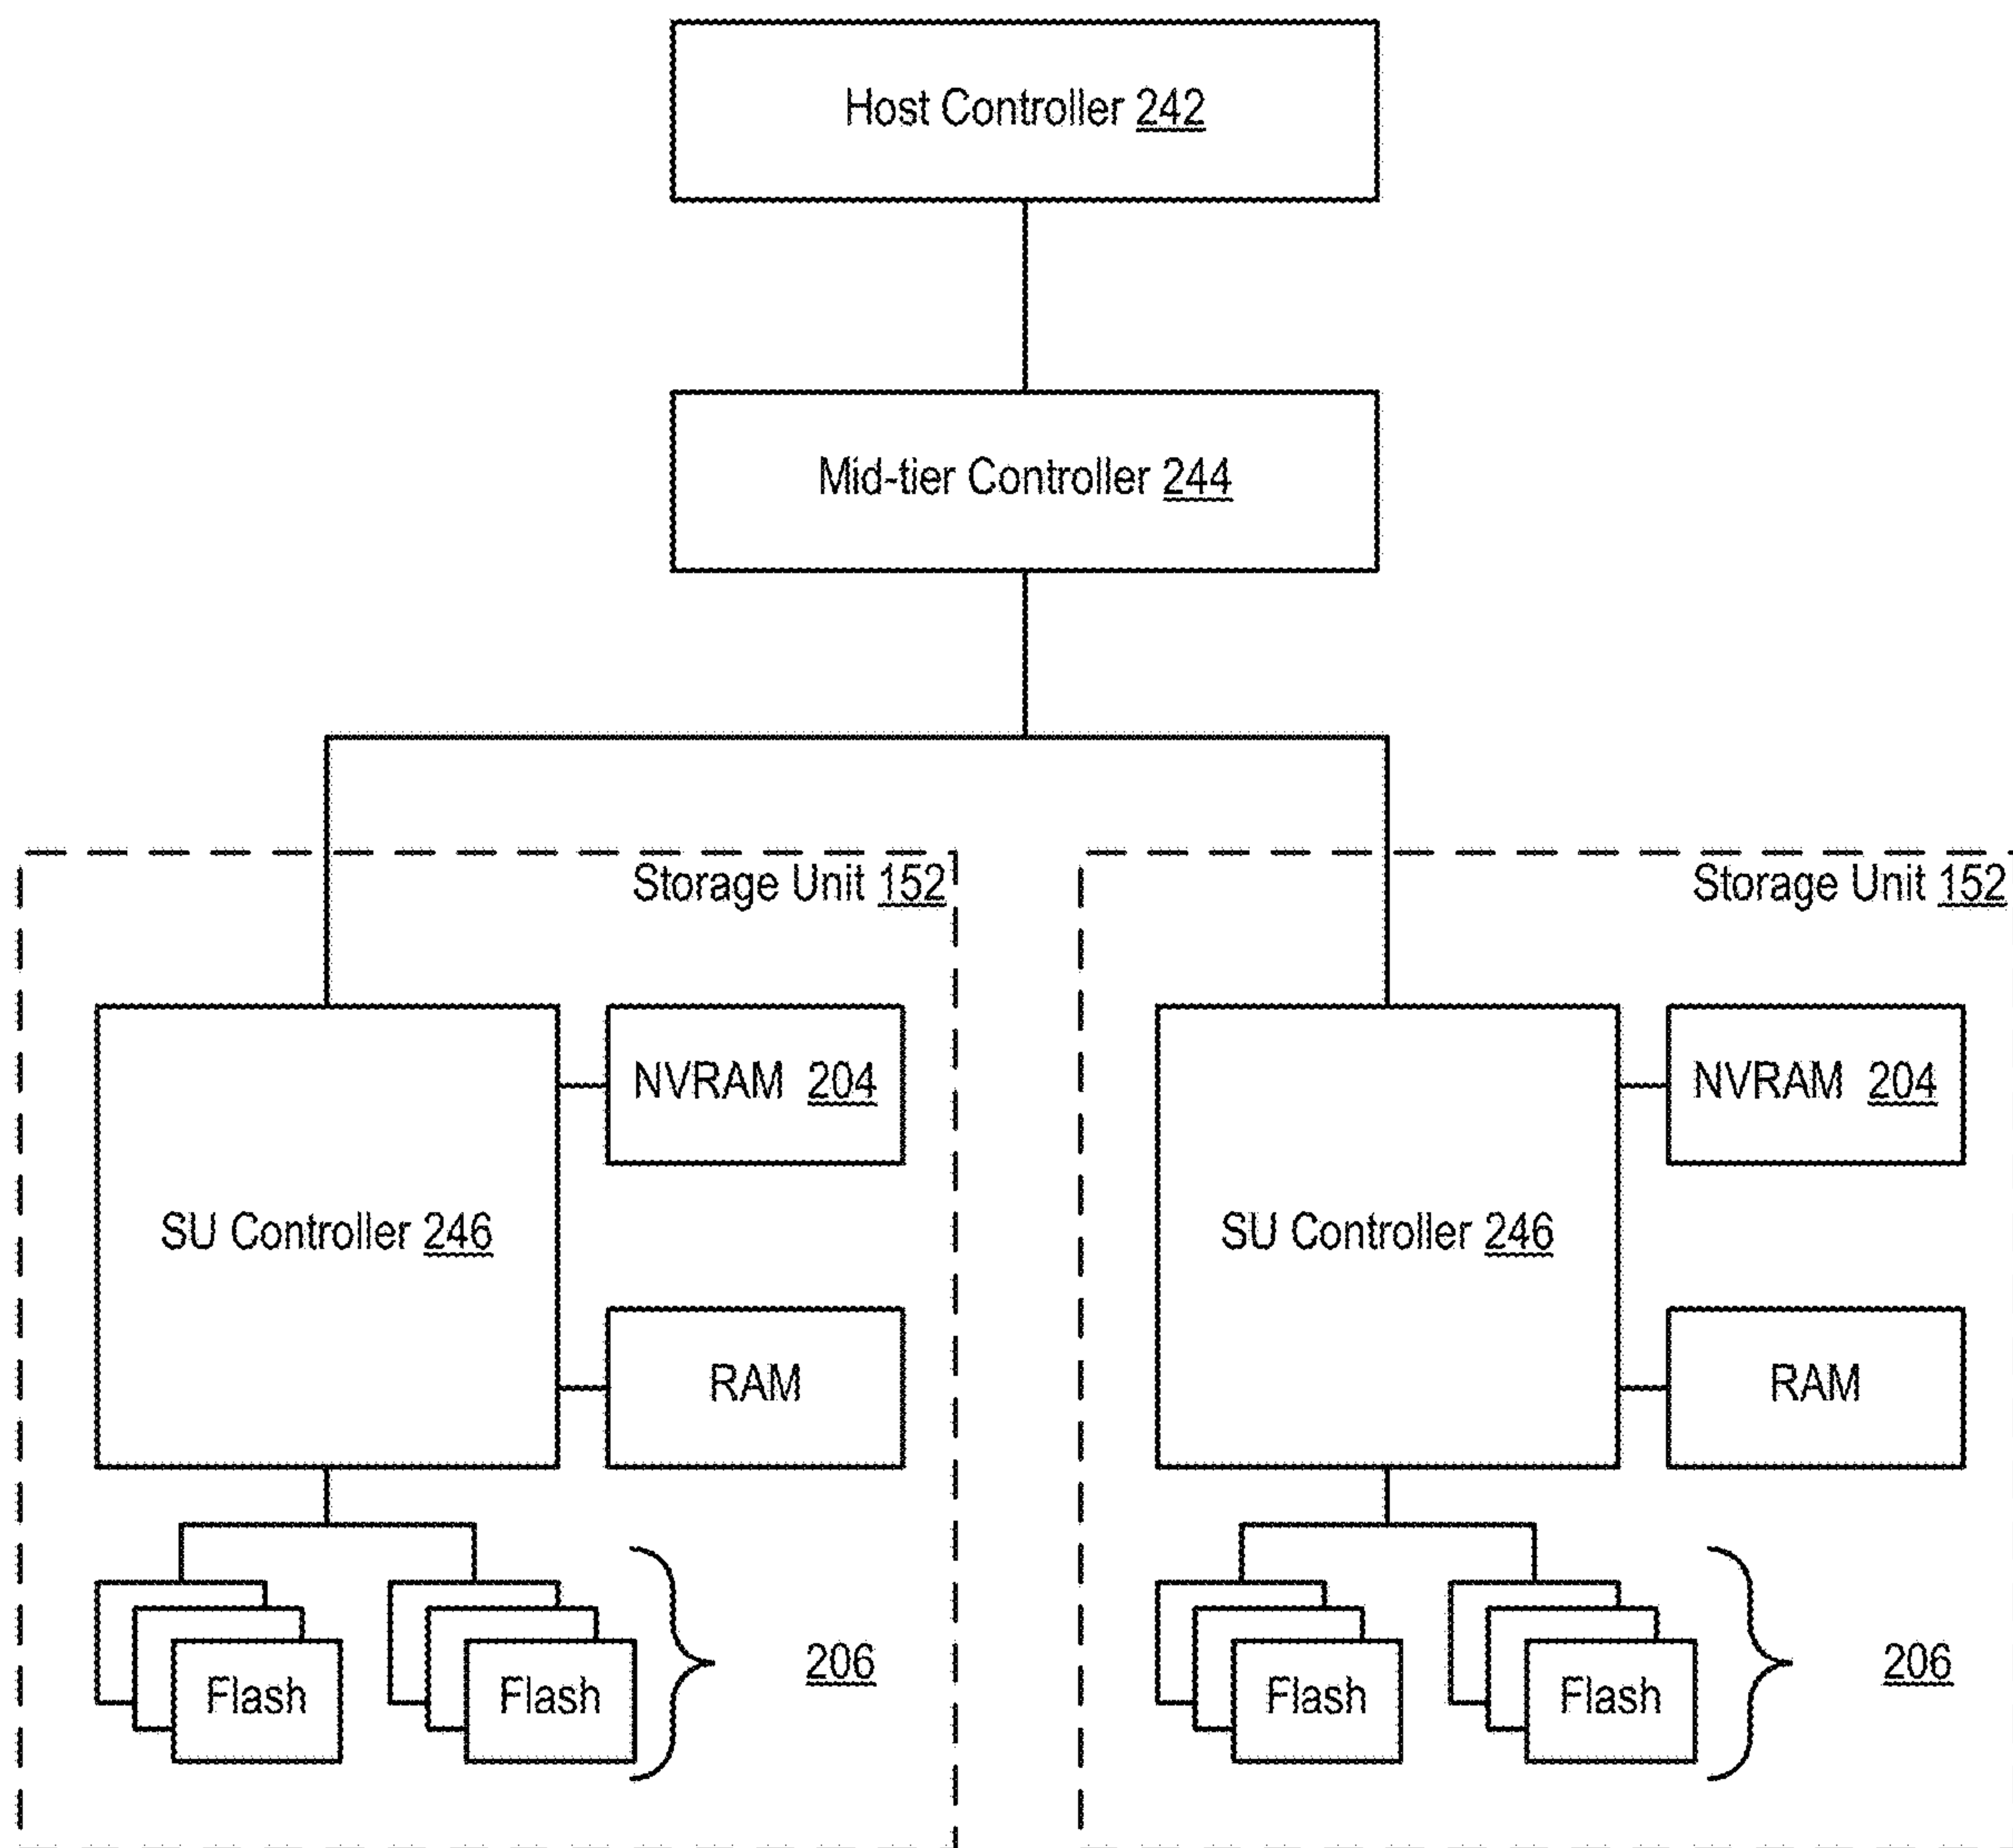 Host Controller 242
Mid-tier Controller 244
Storage Unit 152
Storage Unit 152
NVRAM 204
NVRAM 204
SU Controller 246
SU Controller 246
RAM
RAM
Flash
Flash
206
Flash
Flash
206